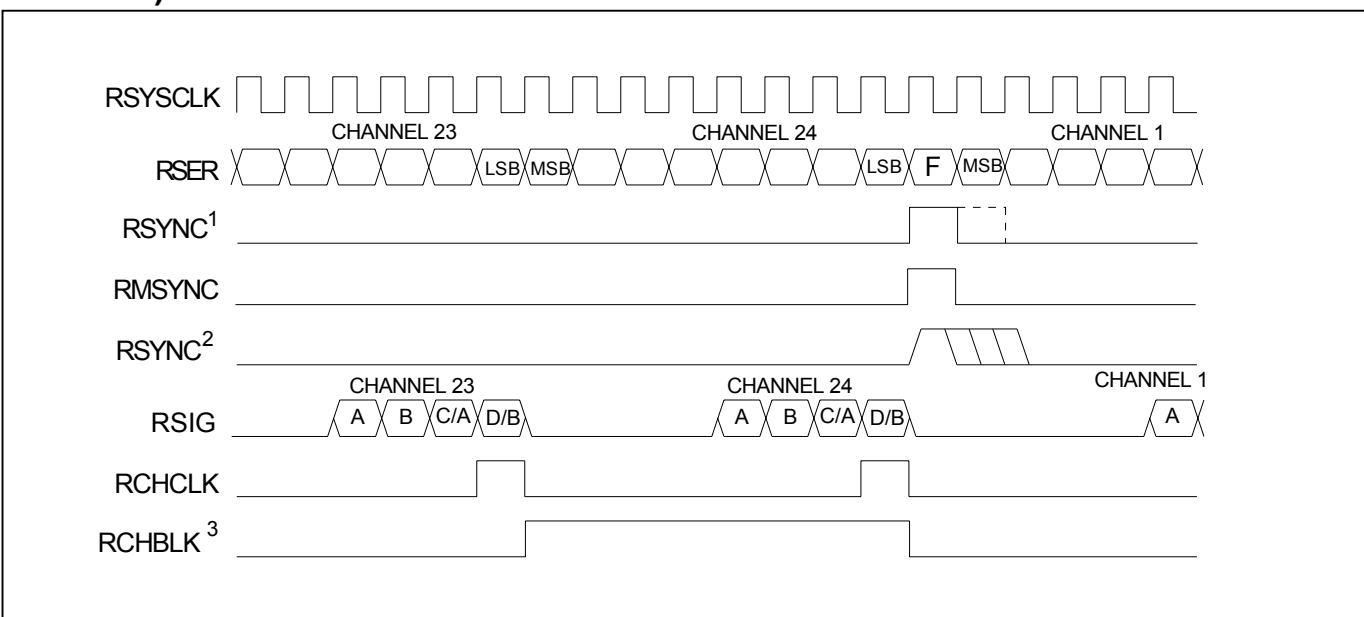 RSYSCLK
CHANNEL 23 CHANNEL 24 CHANNEL 1
RSER LSB MSB LSB F MSB
RSYNC1
RMSYNC
RSYNC2
CHANNEL 23 CHANNEL 24 CHANNEL 1
RSIG A B C/A D/B A B C/A D/B A
RCHCLK
RCHBLK 3